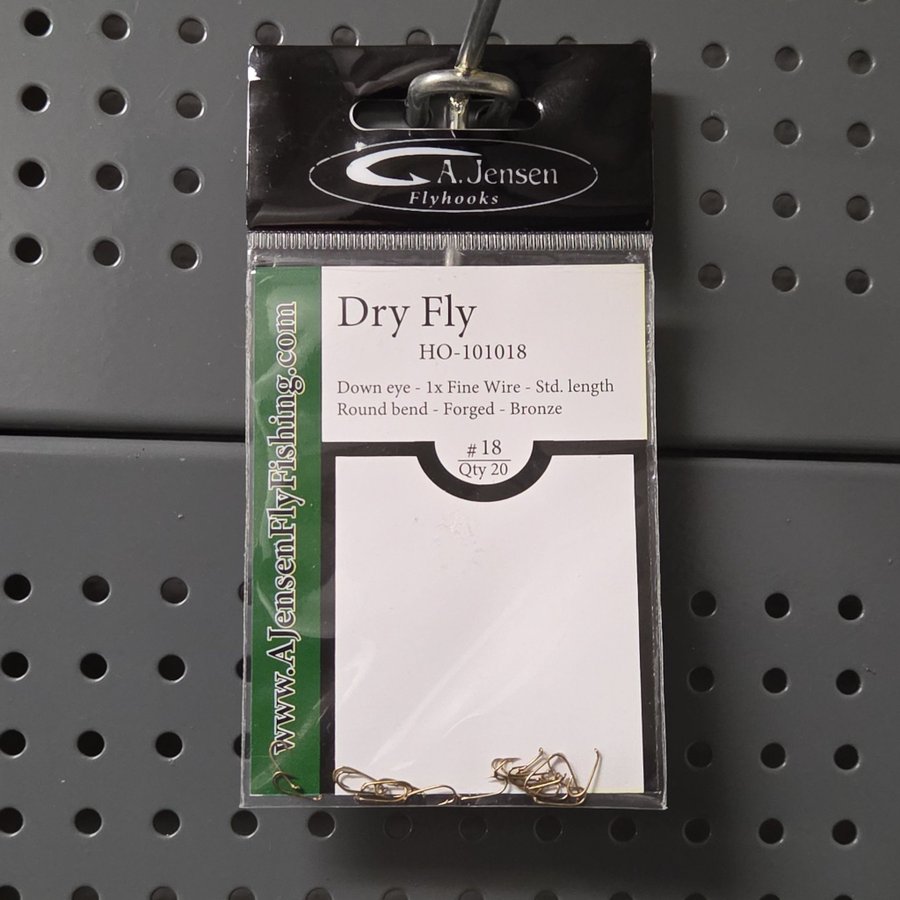 A.Jensen
Flyhooks
www.AJensenFlyFishing.com
Dry Fly
HO-101018
Down eye - 1x Fine Wire - Std. length
Round bend - Forged - Bronze
# 18
Qty 20